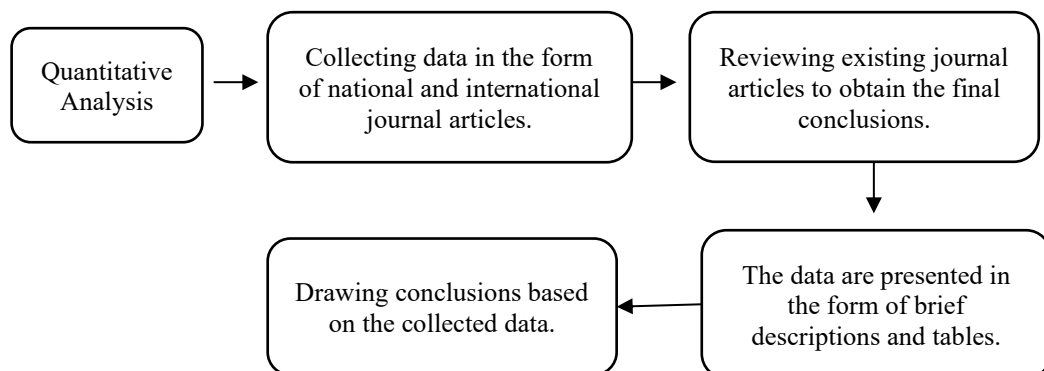 Quantitative
Analysis
Collecting data in the form
of national and international
journal articles.
Reviewing existing journal
articles to obtain the final
conclusions.
The data are presented in
the form of brief
descriptions and tables.
Drawing conclusions based
on the collected data.